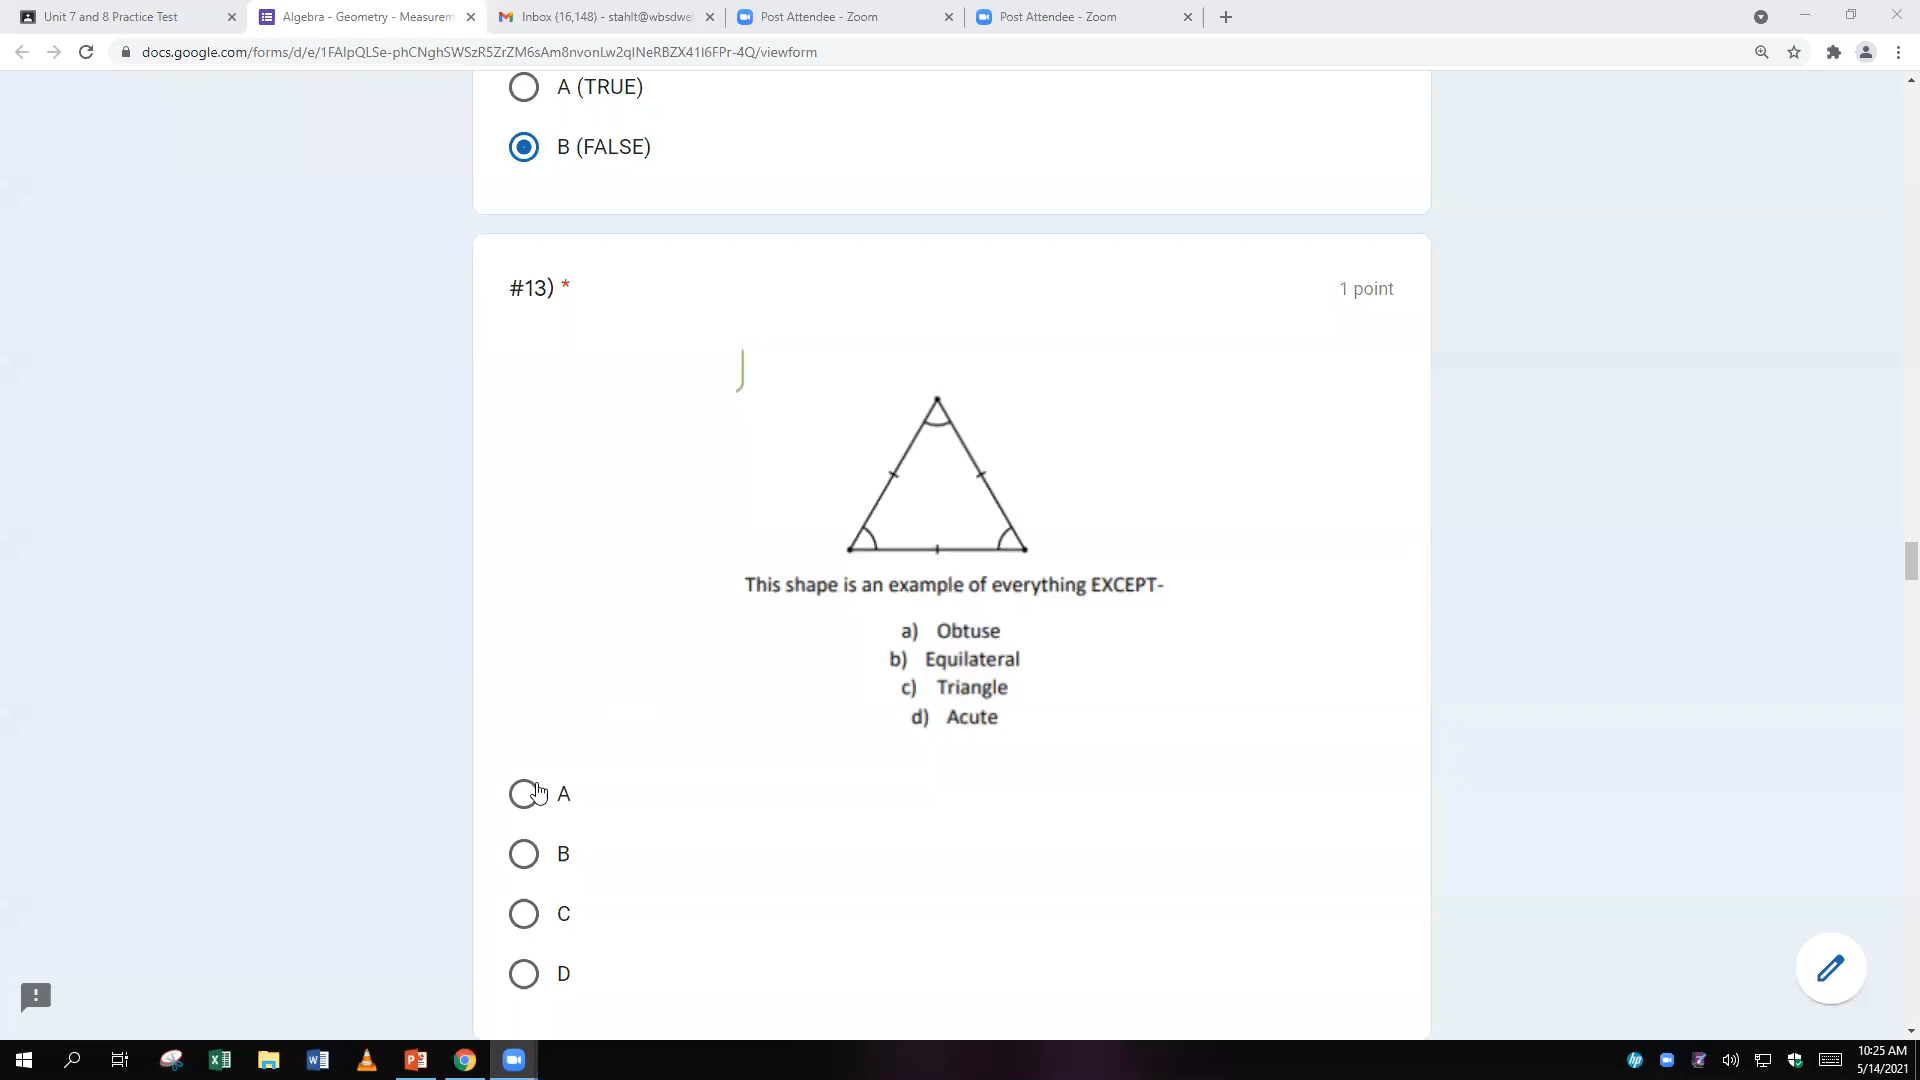 Unit 7 and 8 Practice Test
Algebra - Geometry - Measurem
Inbox (16,148) - stahlt@wbsdwe
Post Attendee - Zoom
Post Attendee - Zoom
docs.google.com/forms/d/e/1FAIpQLSe-phCNghSWSzR5ZrZM6sAm8nvonLw2qINeRBZX41I6FPr-4Q/viewform
A (TRUE)
B (FALSE)
#13) *
1 point
This shape is an example of everything EXCEPT-
a) Obtuse
b) Equilateral
c) Triangle
d) Acute
A
B
C
D
10:25 AM
5/14/2021